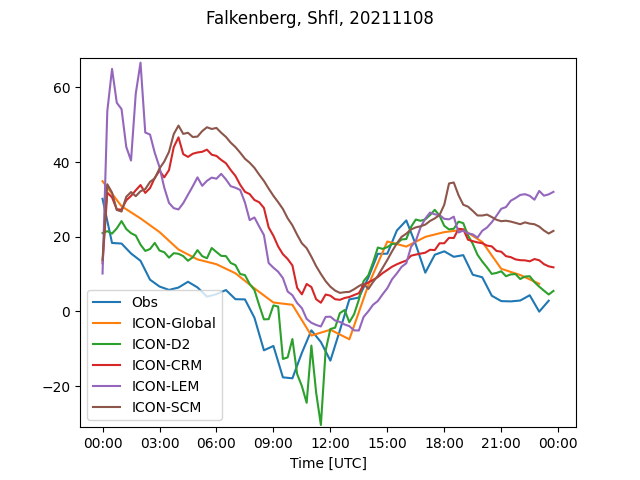 Falkenberg, Shfl, 20211108
60
40
20
0
−20
Obs
ICON-Global
ICON-D2
ICON-CRM
ICON-LEM
ICON-SCM
00:00 03:00 06:00 09:00 12:00 15:00 18:00 21:00 00:00
Time [UTC]